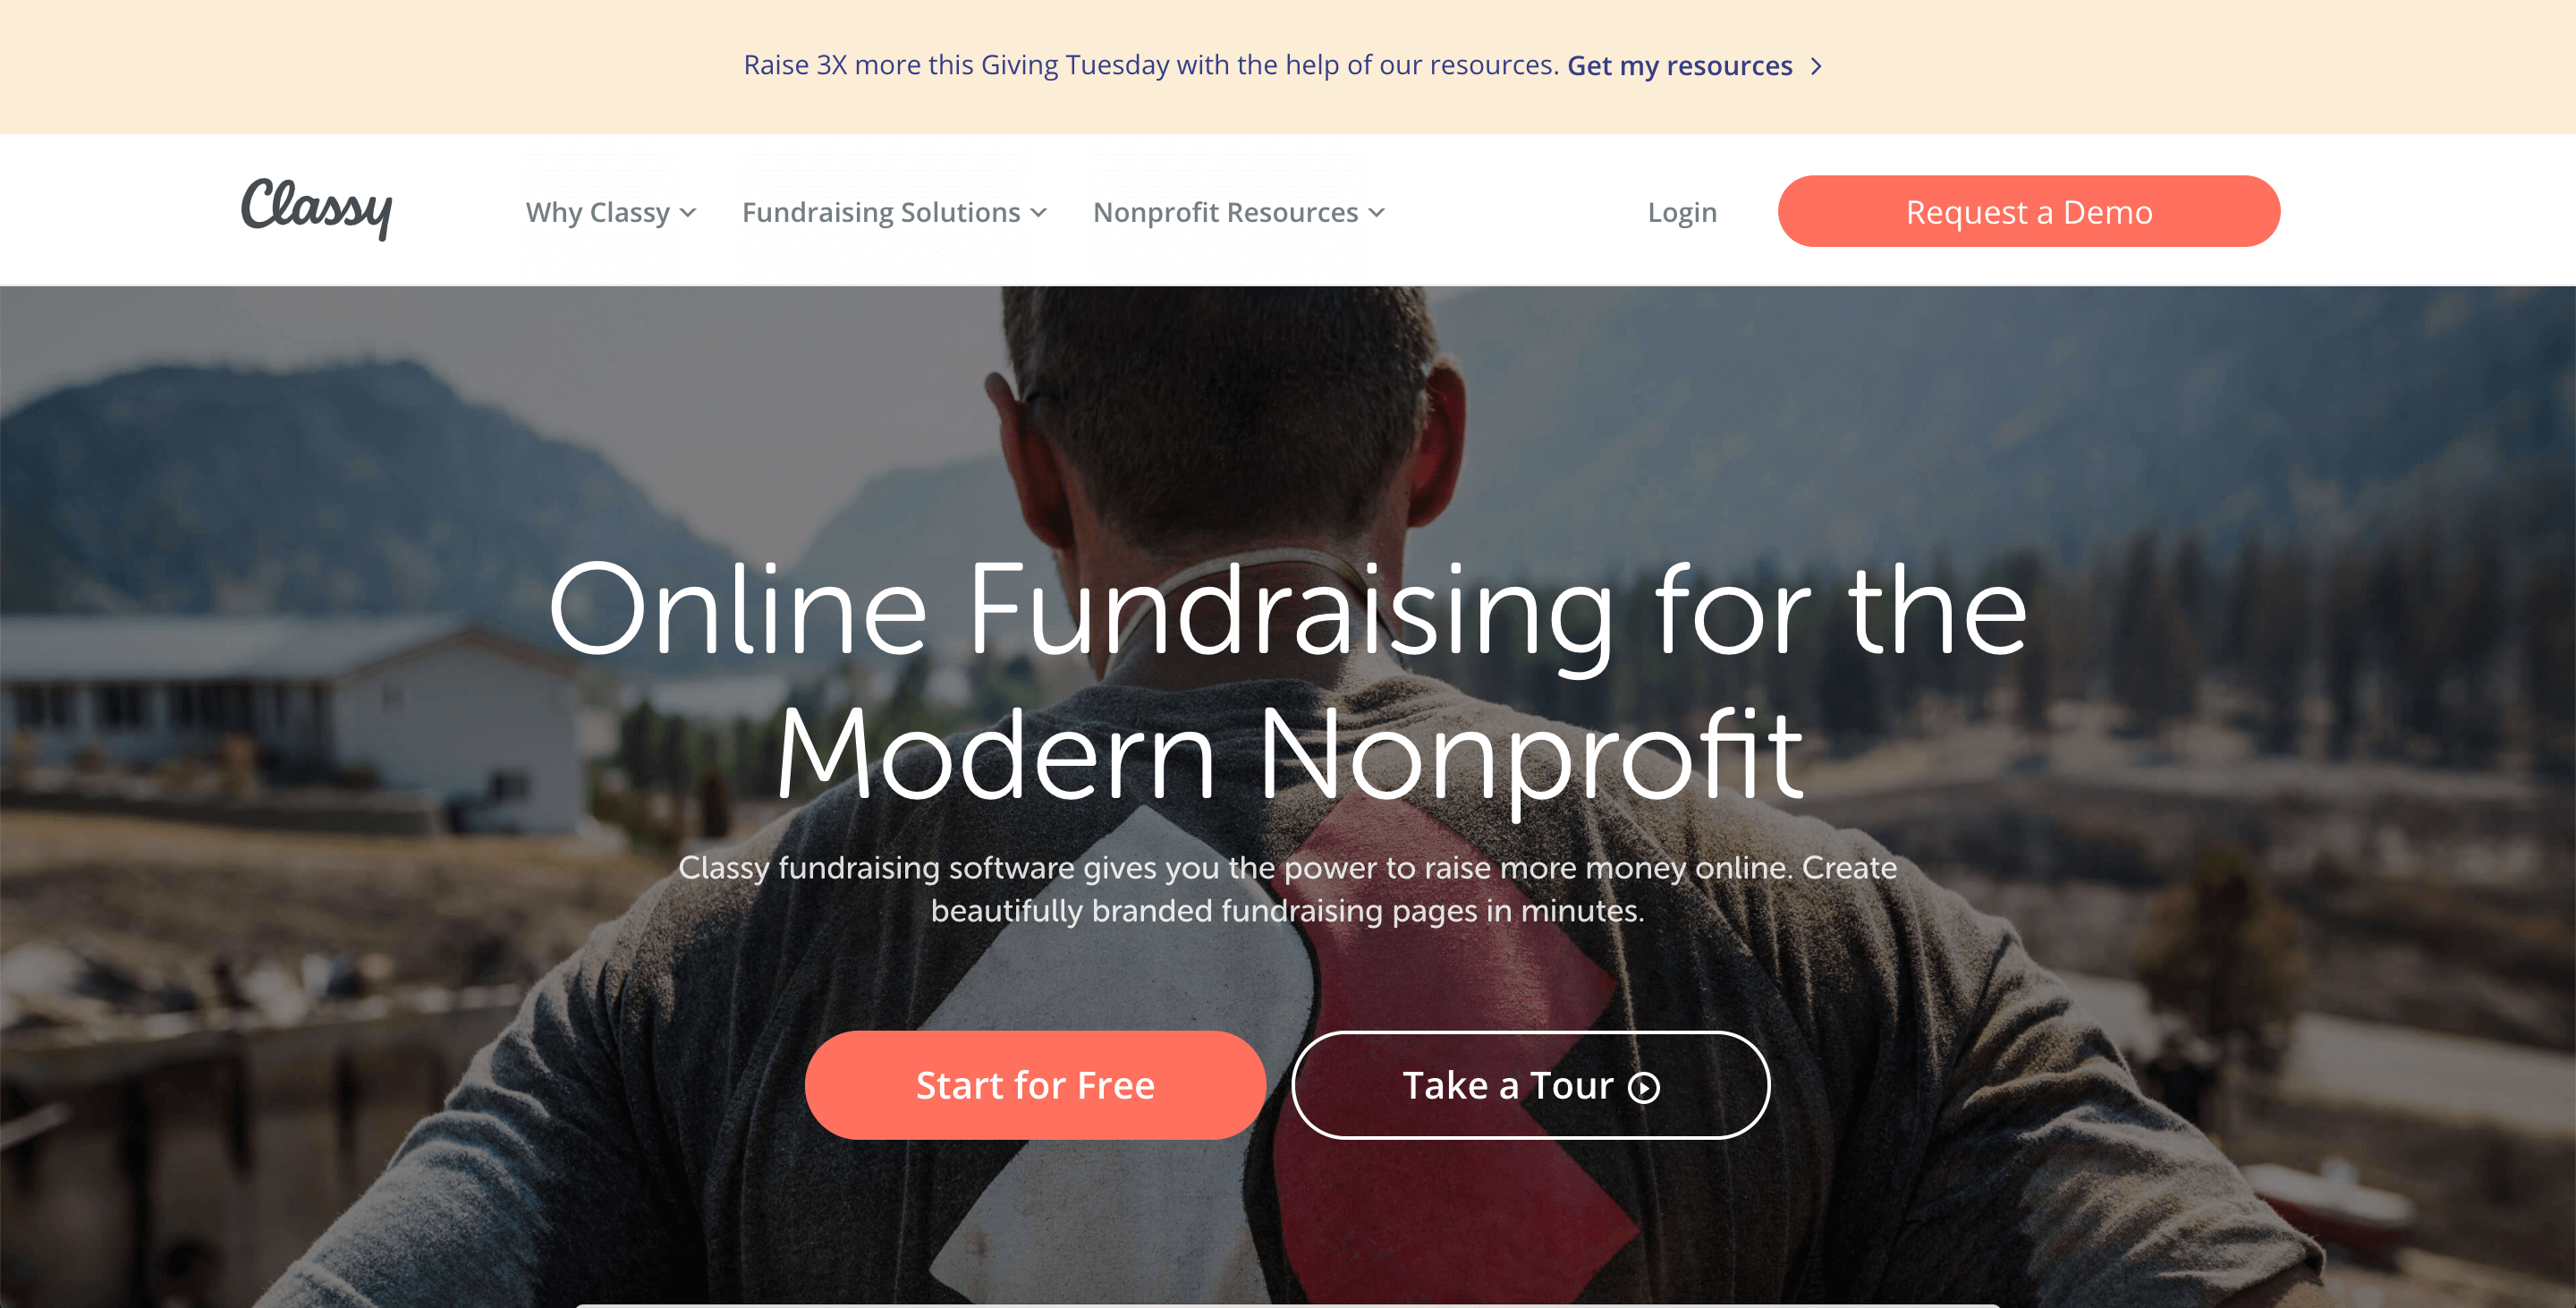 Raise 3X more this Giving Tuesday with the help of our resources. Get my resources
Classy
Why Classy
Fundraising Solutions
Nonprofit Resources
Login
Request a Demo
Online Fundraising for the
Modern Nonprofit
Classy fundraising software gives you the power to raise more money online. Create
beautifully branded fundraising pages in minutes.
Start for Free
Take a Tour